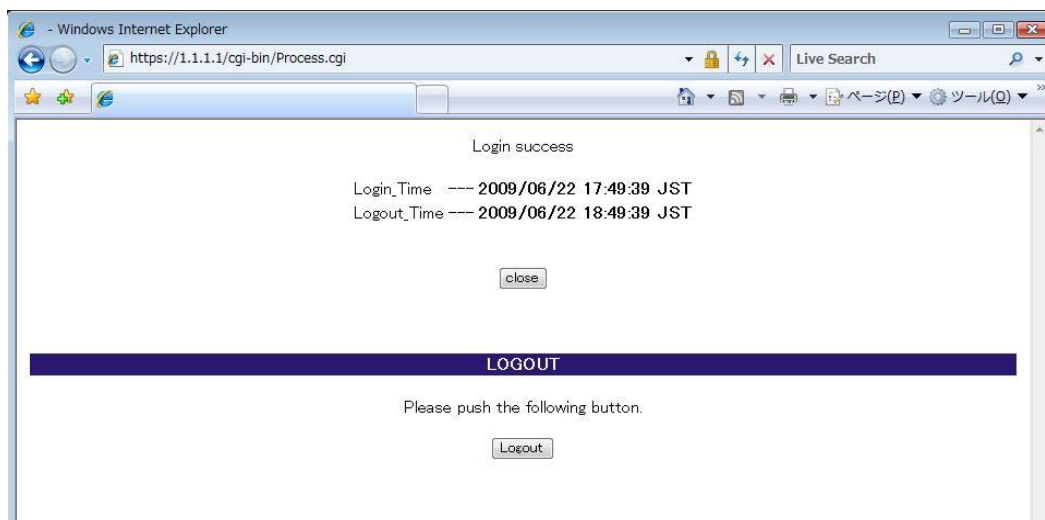 - Windows Internet Explorer
https://1.1.1.1/cgi-bin/Process.cgi
Live Search
ページ(P) ツール(O)
Login success
Login_Time --- 2009/06/22 17:49:39 JST
Logout_Time --- 2009/06/22 18:49:39 JST
close
LOGOUT
Please push the following button.
Logout